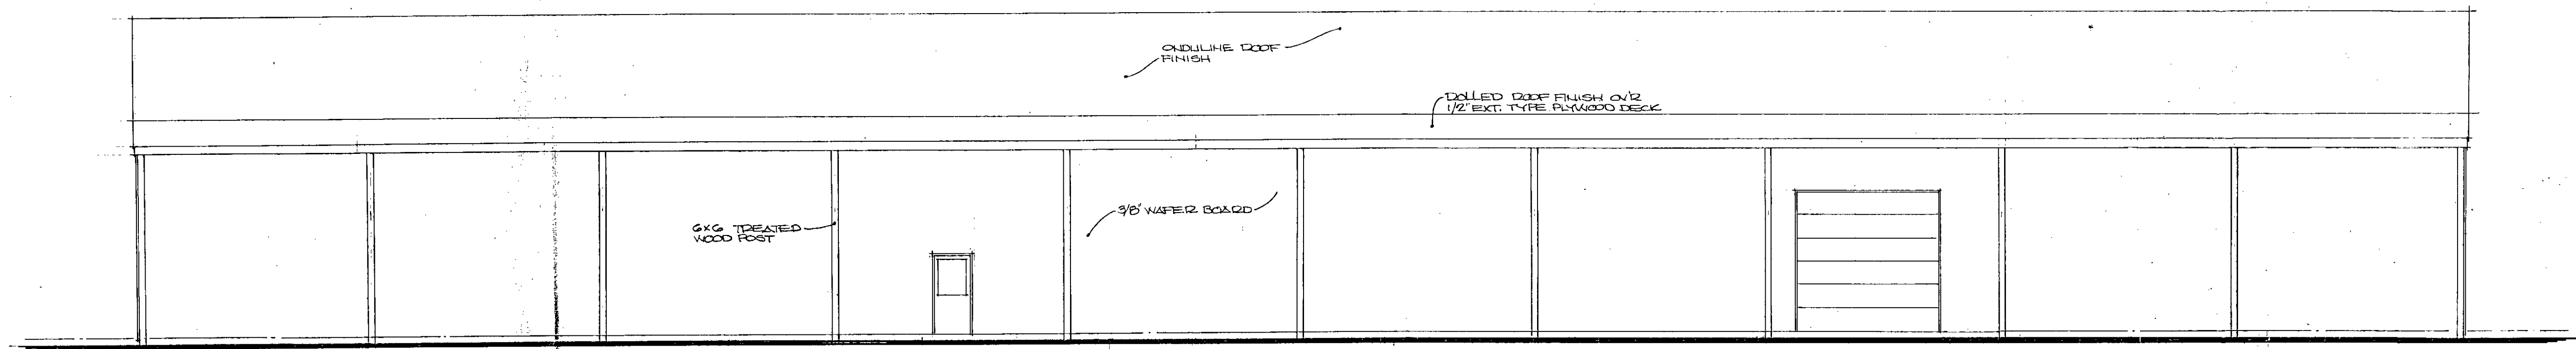 ONDULINE ROOF
FINISH
ROLLED ROOF FINISH OV'R
1/2" EXT. TYPE PLYWOOD DECK
3/8" WAFER BOARD
6x6 TREATED
WOOD POST